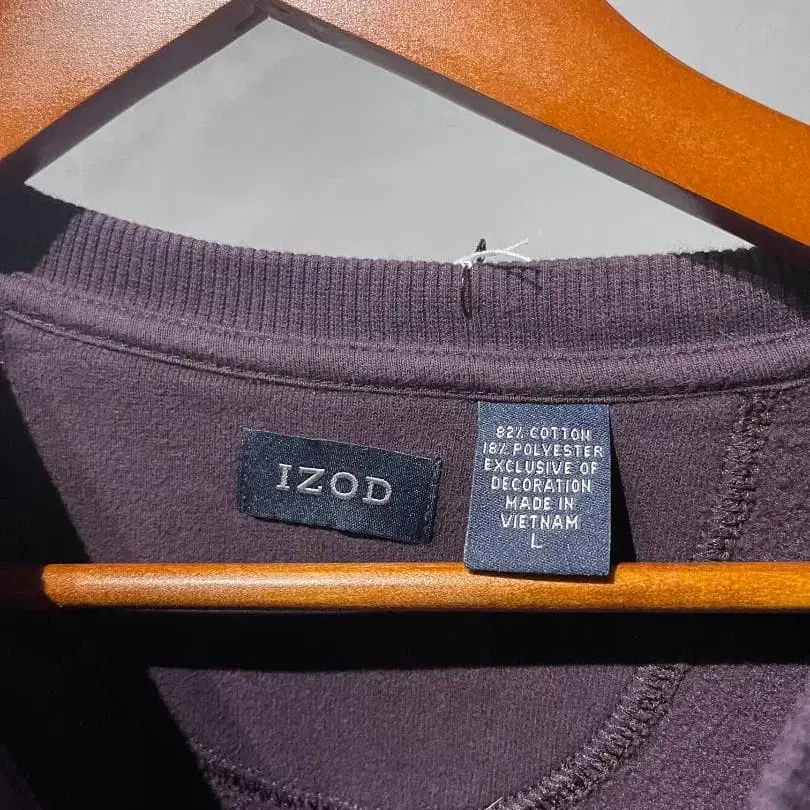 IZOD
82% COTTON
18% POLYESTER
EXCLUSIVE OF
DECORATION
MADE IN
VIETNAM
L